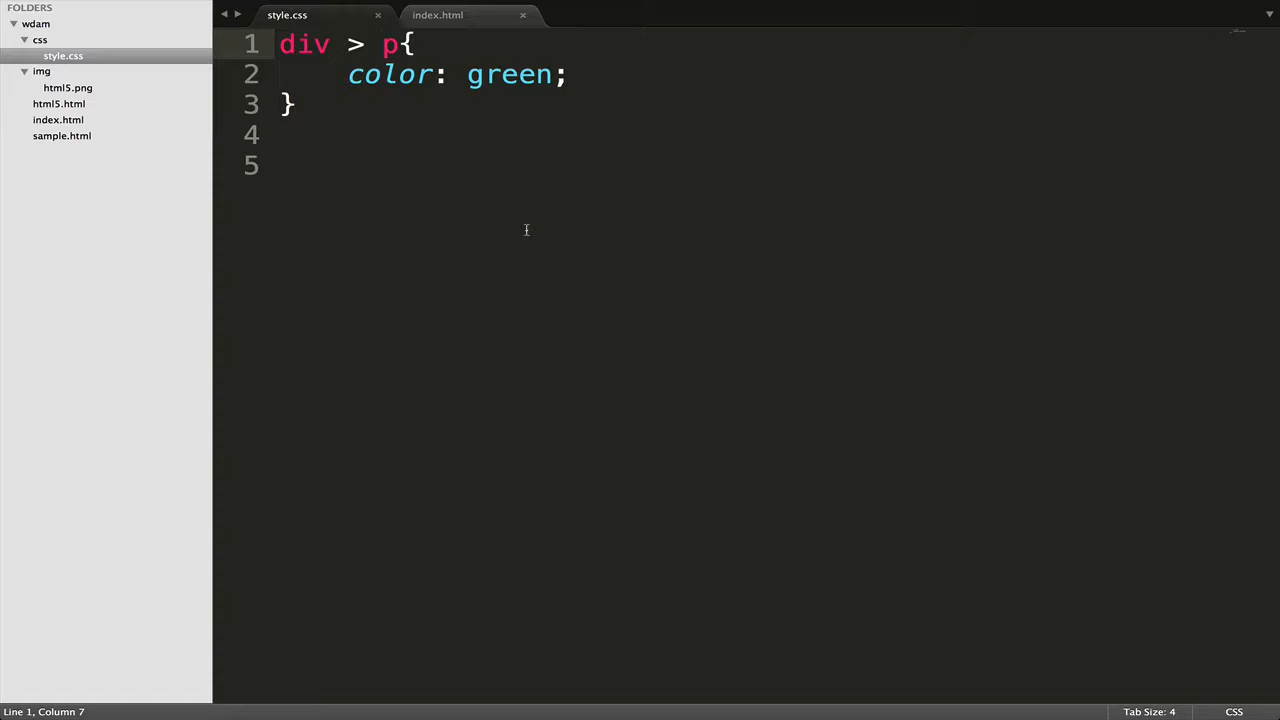 FOLDERS
wdam
css
style.css
img
html5.png
html5.html
index.html
sample.html
style.css × index.html ×
1 div > p{
2 color: green;
3 }
4
5
Line 1, Column 7
Tab Size: 4
CSS